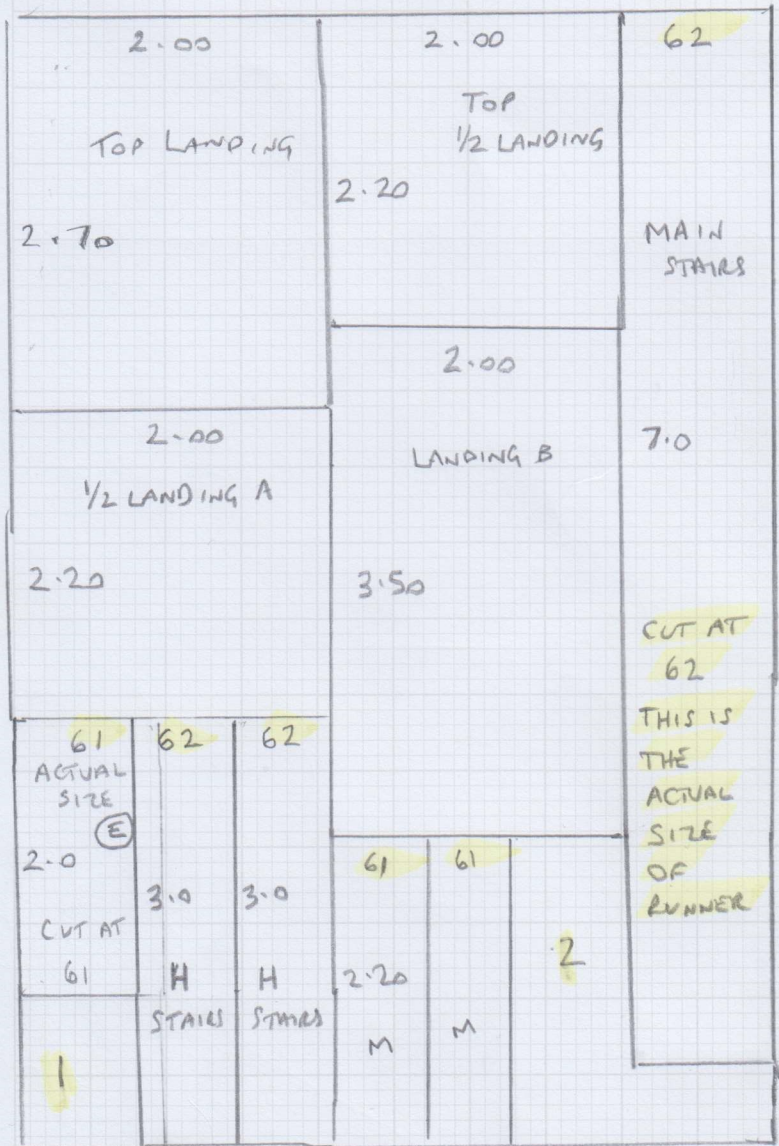 2.00
TOP LANDING
2.70
2.00
TOP
1/2 LANDING
2.20
62
MAIN
STAIRS
7.0
CUT AT
62
THIS IS
THE
ACTUAL
SIZE
OF
RUNNER
2.00
1/2 LANDING A
2.20
2.00
LANDING B
3.50
61
ACTUAL
SIZE
E
2.0
CUT AT
61
1
62
3.0
H
STAIRS
62
3.0
H
STAIRS
61
2.20
M
61
M
2